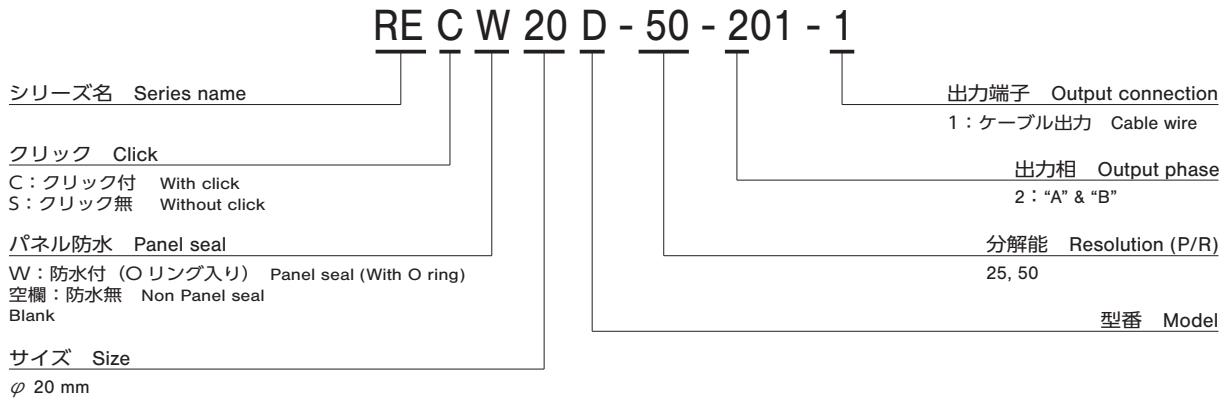 RE C W 20 D - 50 - 201 - 1
シリーズ名 Series name
クリック Click
C：クリック付 With click
S：クリック無 Without click
パネル防水 Panel seal
W：防水付（O リング入り） Panel seal (With O ring)
空欄：防水無 Non Panel seal
Blank
サイズ Size
φ 20 mm
出力端子 Output connection
1：ケーブル出力 Cable wire
出力相 Output phase
2：“A” & “B”
分解能 Resolution (P/R)
25, 50
型番 Model